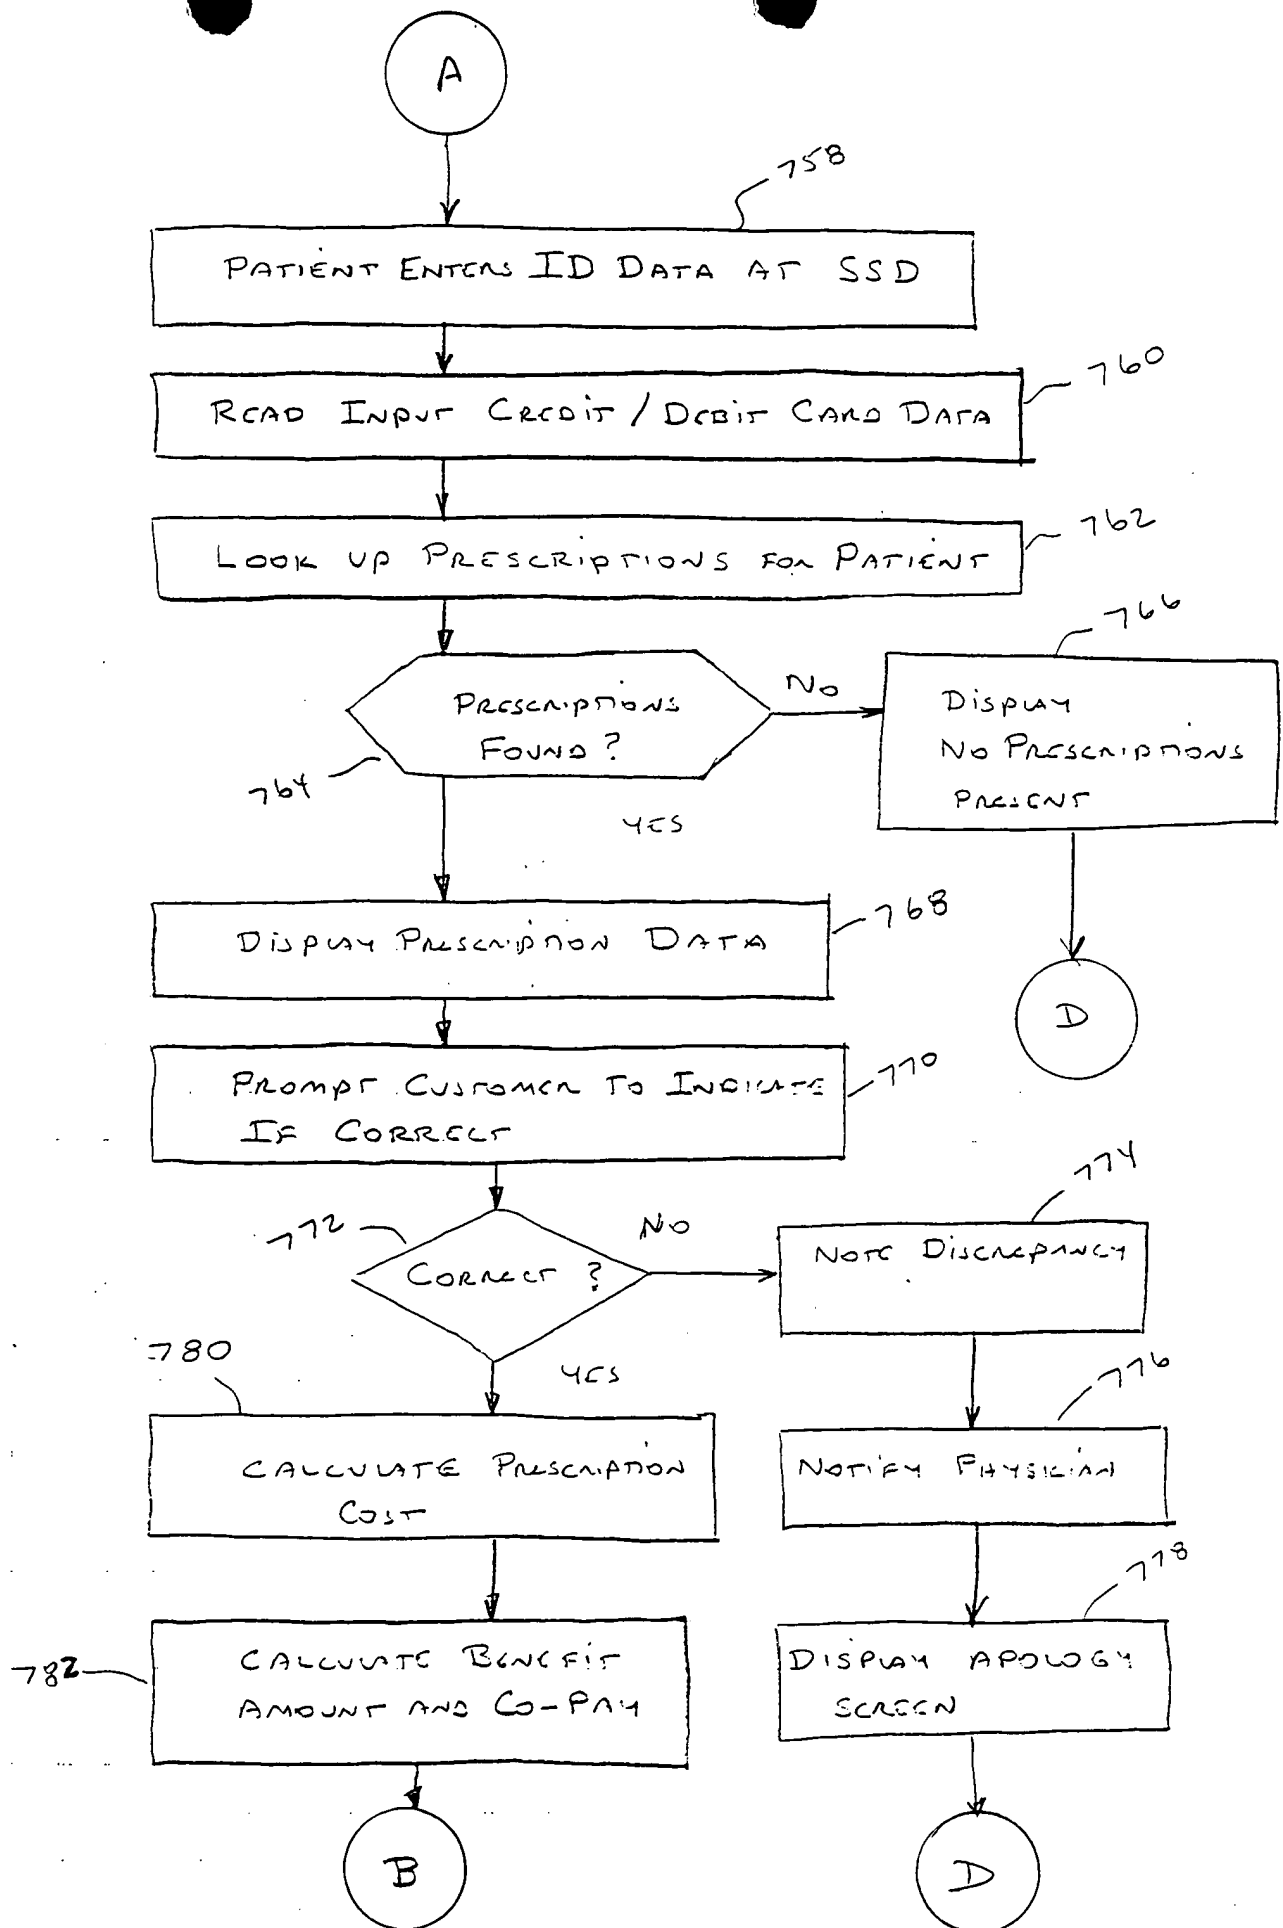 A
758
PATIENT ENTERS ID DATA AT SSD
760
READ INPUT CREDIT / DEBIT CARD DATA
762
LOOK UP PRESCRIPTIONS FOR PATIENT
766
PRESCRIPTIONS
FOUND?
764
NO
DISPLAY
NO PRESCRIPTIONS
PRESENT
YES
768
DISPLAY PRESCRIPTION DATA
D
770
PROMPT CUSTOMER TO INDICATE
IF CORRECT
774
772
CORRECT ?
NO
NOTE DISCREPANCY
780
YES
776
CALCULATE PRESCRIPTION
COST
NOTIFY PHYSICIAN
778
782
CALCULATE BENEFIT
AMOUNT AND CO-PAY
DISPLAY APOLOGY
SCREEN
B
D